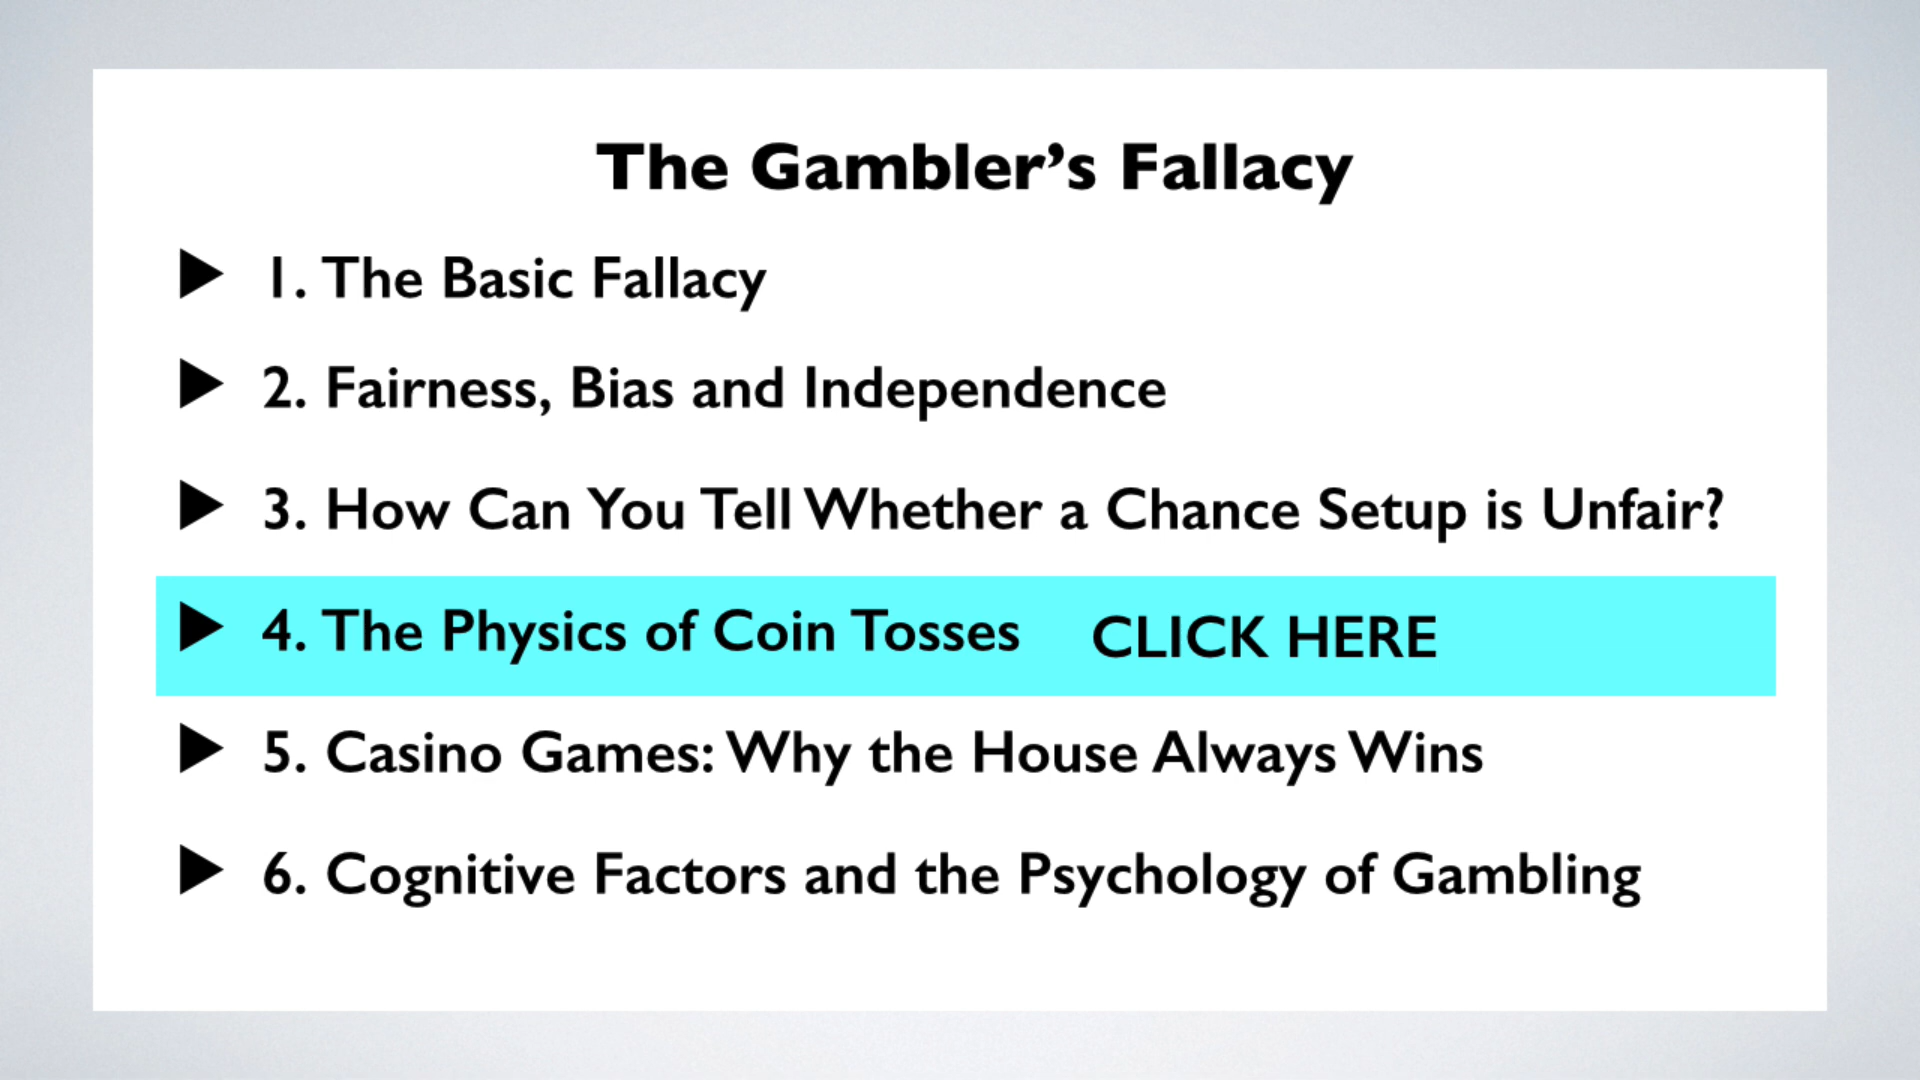 The Gambler’s Fallacy
1. The Basic Fallacy
2. Fairness, Bias and Independence
3. How Can You Tell Whether a Chance Setup is Unfair?
4. The Physics of Coin Tosses CLICK HERE
5. Casino Games: Why the House Always Wins
6. Cognitive Factors and the Psychology of Gambling